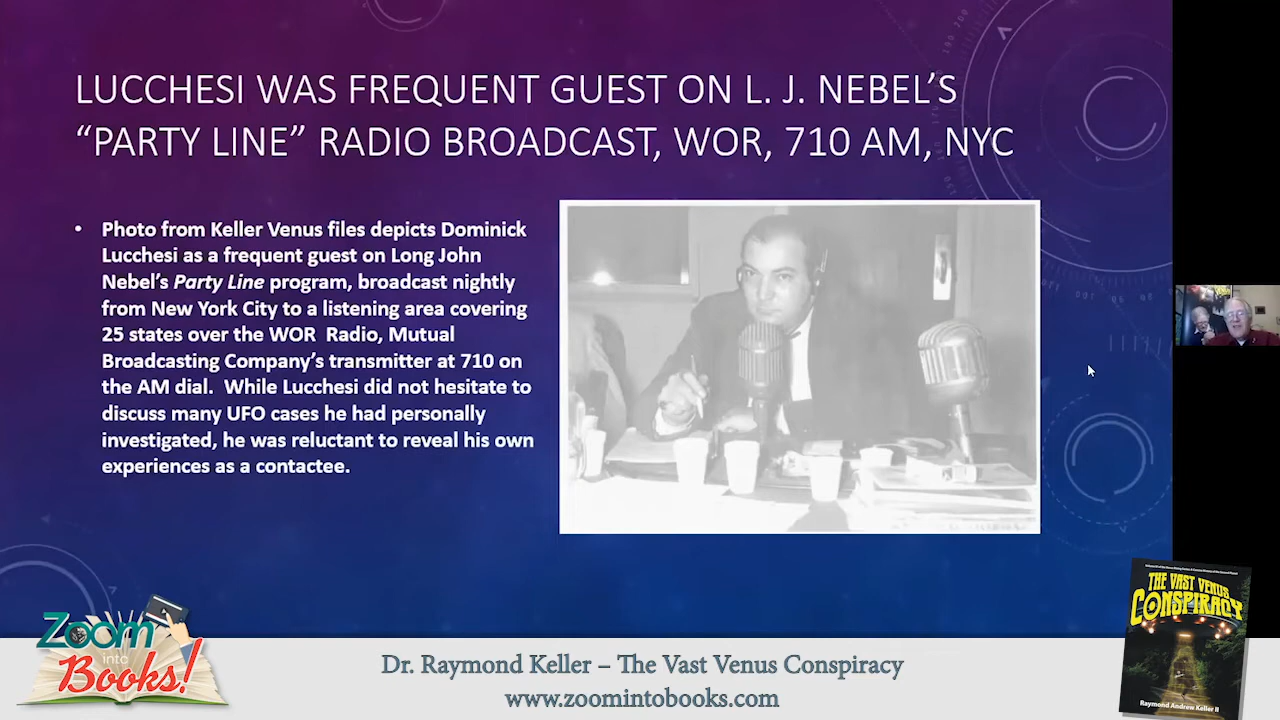 LUCCHESI WAS FREQUENT GUEST ON L. J. NEBEL’S
“PARTY LINE” RADIO BROADCAST, WOR, 710 AM, NYC
• Photo from Keller Venus files depicts Dominick
Lucchesi as a frequent guest on Long John
Nebel’s Party Line program, broadcast nightly
from New York City to a listening area covering
25 states over the WOR Radio, Mutual
Broadcasting Company’s transmitter at 710 on
the AM dial. While Lucchesi did not hesitate to
discuss many UFO cases he had personally
investigated, he was reluctant to reveal his own
experiences as a contactee.
Zoom
into
Books!
Dr. Raymond Keller – The Vast Venus Conspiracy
www.zoomintobooks.com
THE VAST VENUS
CONSPIRACY
Raymond Andrew Keller II